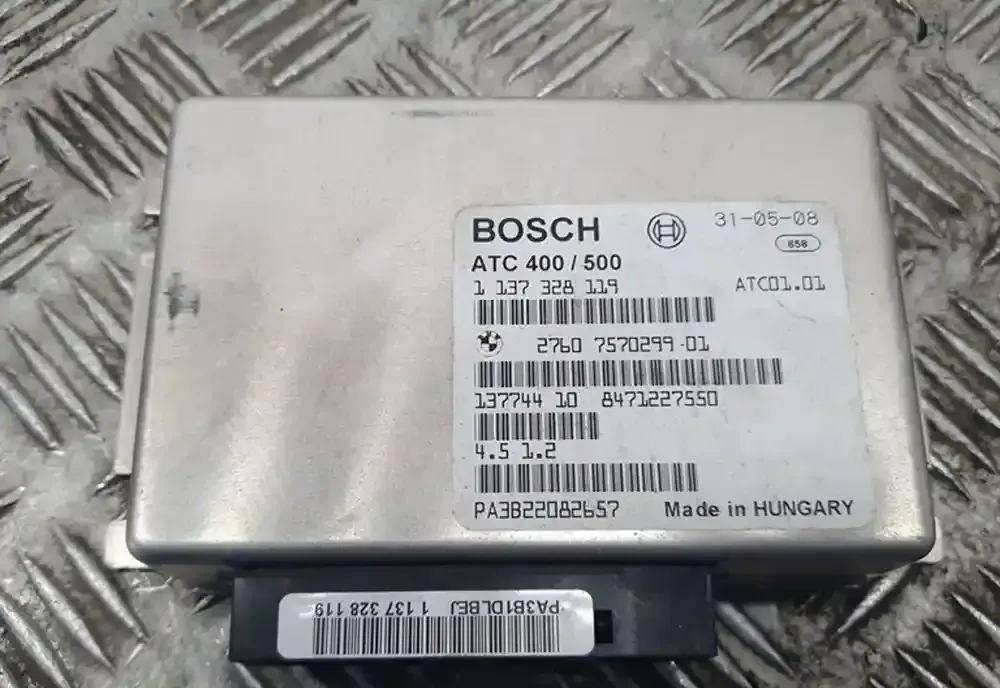 BOSCH 31-05-08
658
ATC 400 / 500
1 137 328 119 ATC01.01
2760 7570299 01
137744 10 8471227550
4.5 1.2
PA3B22082657 Made in HUNGARY
PA3B1DLBEJ 1 137 328 119